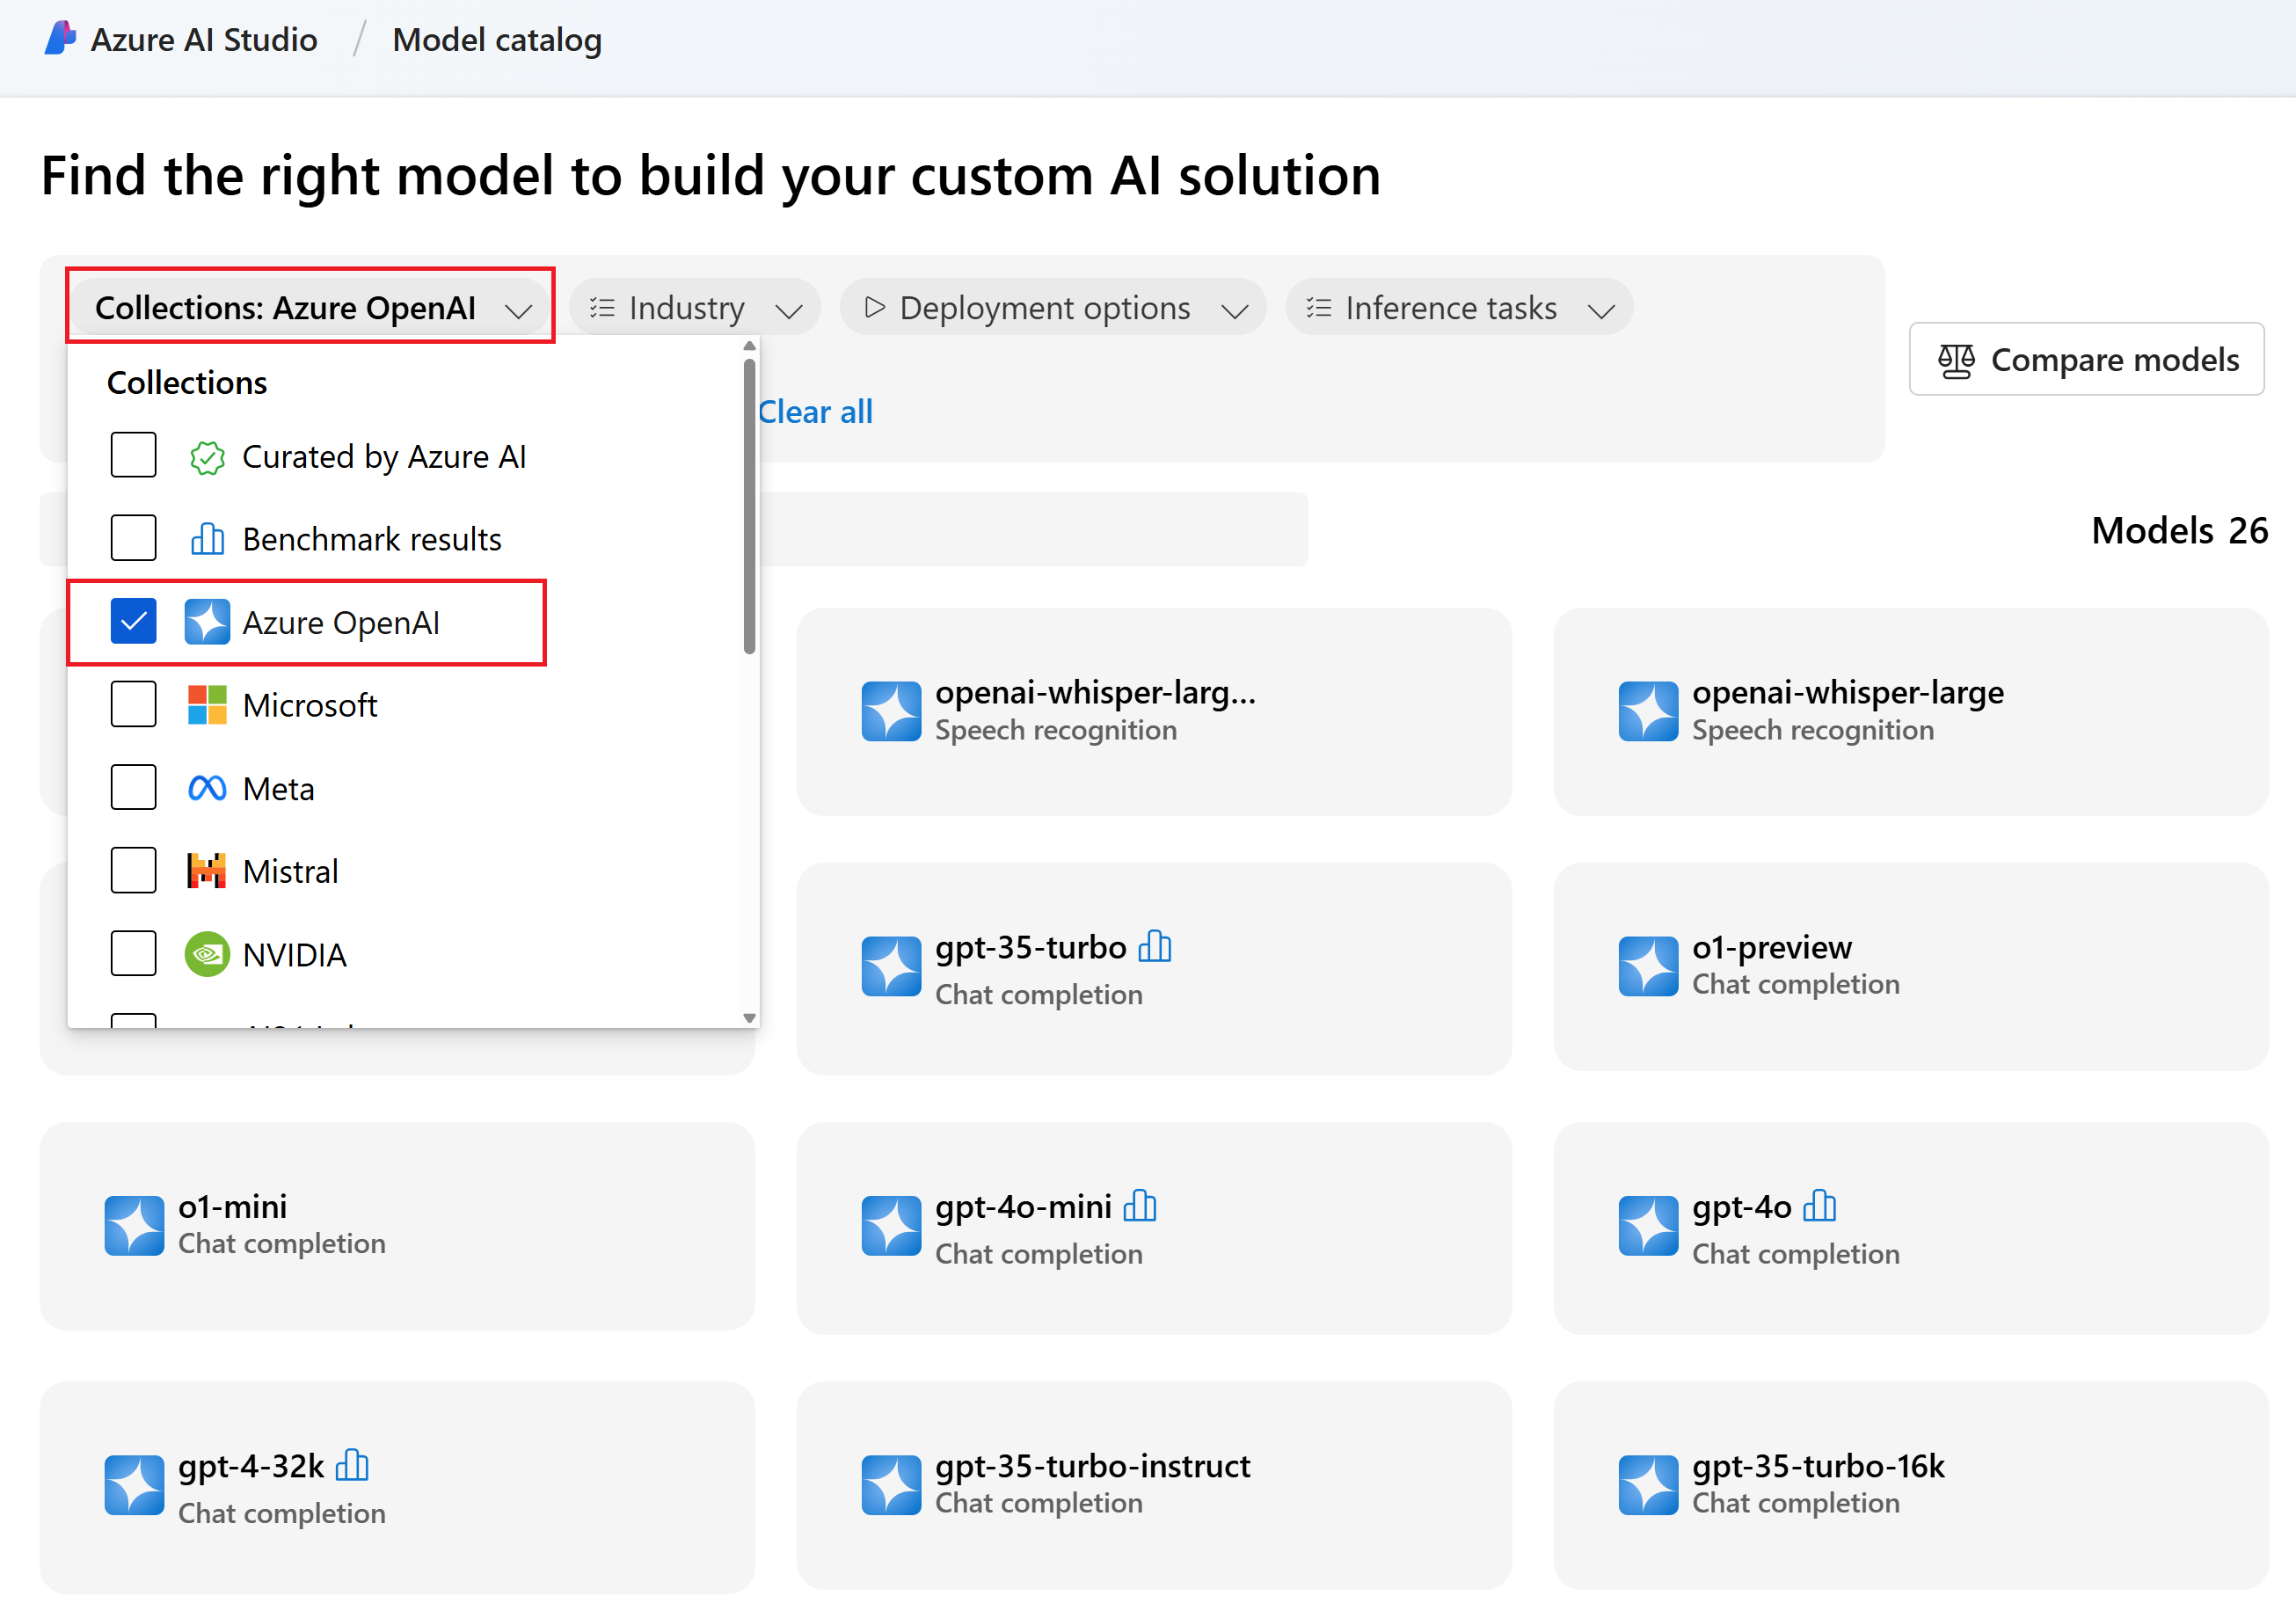 Azure AI Studio / Model catalog
Find the right model to build your custom AI solution
Collections: Azure OpenAI
Industry
Deployment options
Inference tasks
Compare models
Clear all
Collections
Curated by Azure AI
Benchmark results
Azure OpenAI
Microsoft
Meta
Mistral
NVIDIA
Models 26
openai-whisper-larg...
Speech recognition
openai-whisper-large
Speech recognition
gpt-35-turbo
Chat completion
o1-preview
Chat completion
o1-mini
Chat completion
gpt-4o-mini
Chat completion
gpt-4o
Chat completion
gpt-4-32k
Chat completion
gpt-35-turbo-instruct
Chat completion
gpt-35-turbo-16k
Chat completion